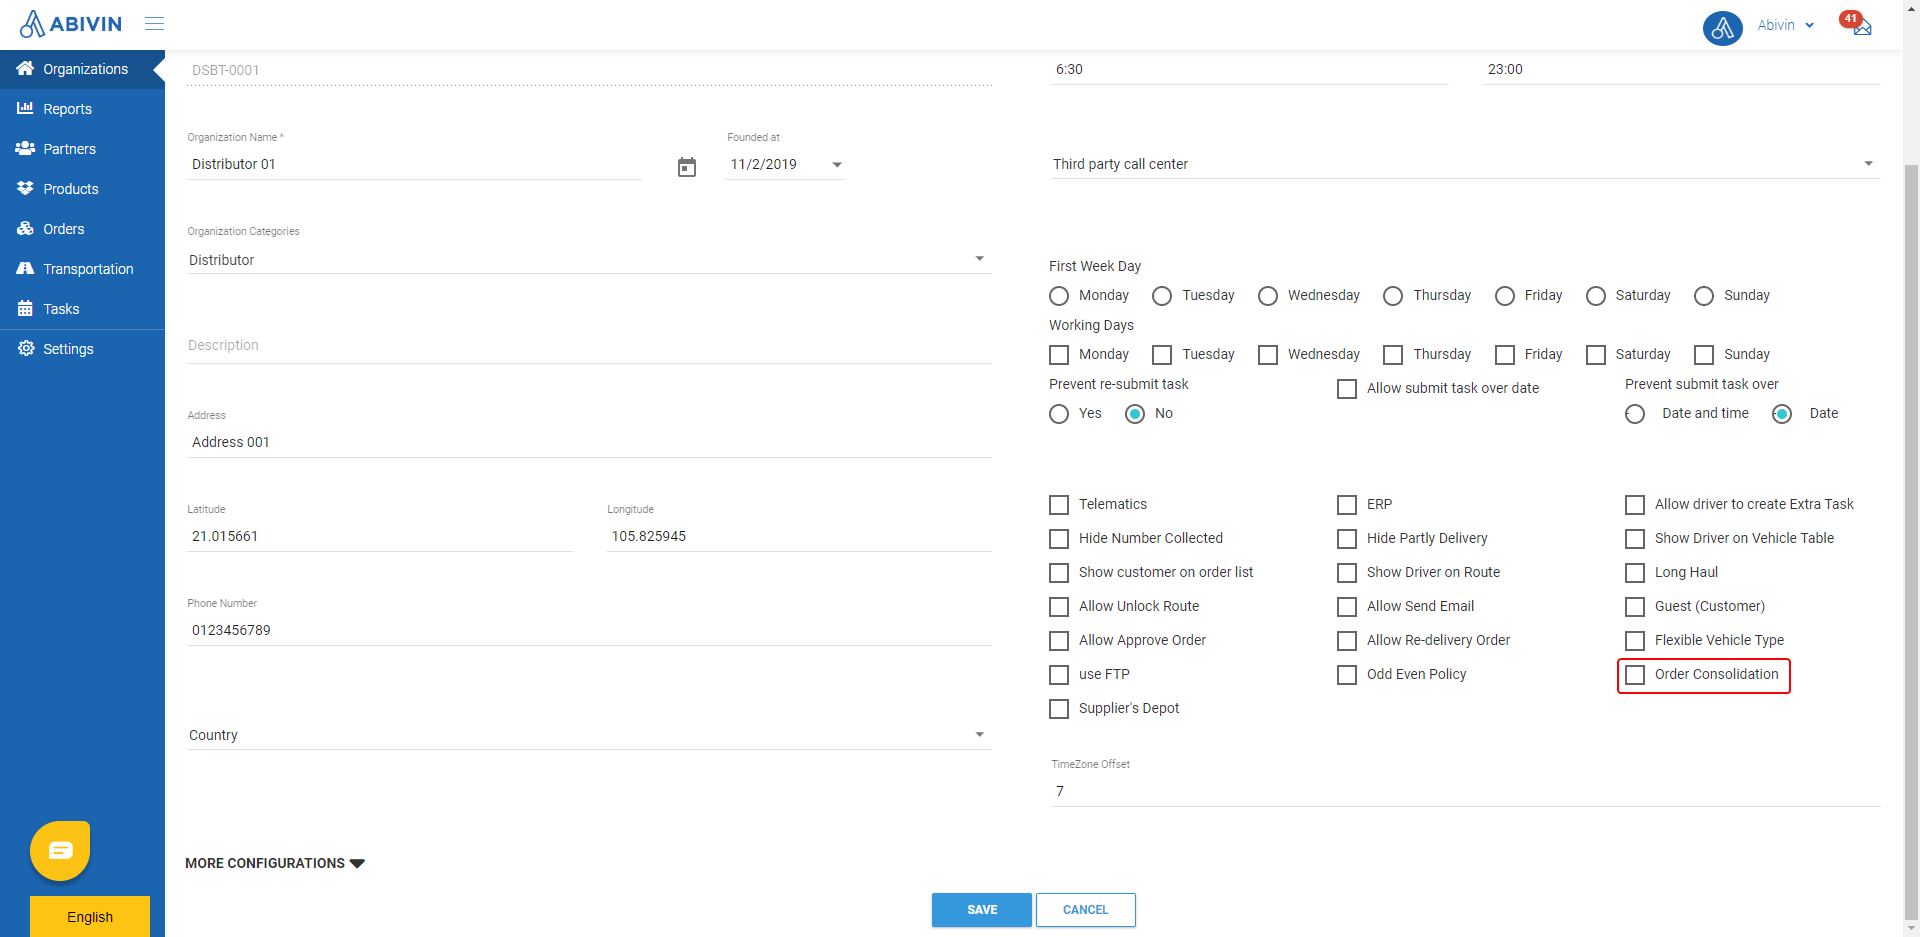 ABIVIN
Abivin
41
Organizations
Reports
Partners
Products
Orders
Transportation
Tasks
Settings
English
DSBT-0001
Organization Name *
Distributor 01
Founded at
11/2/2019
Organization Categories
Distributor
Description
Address
Address 001
Latitude
21.015661
Longitude
105.825945
Phone Number
0123456789
Country
6:30
23:00
Third party call center
First Week Day
Monday Tuesday Wednesday Thursday Friday Saturday Sunday
Working Days
Monday Tuesday Wednesday Thursday Friday Saturday Sunday
Prevent re-submit task
Yes No
Allow submit task over date
Prevent submit task over
Date and time Date
Telematics ERP Allow driver to create Extra Task
Hide Number Collected Hide Partly Delivery Show Driver on Vehicle Table
Show customer on order list Show Driver on Route Long Haul
Allow Unlock Route Allow Send Email Guest (Customer)
Allow Approve Order Allow Re-delivery Order Flexible Vehicle Type
use FTP Odd Even Policy Order Consolidation
Supplier's Depot
TimeZone Offset
7
MORE CONFIGURATIONS
SAVE CANCEL